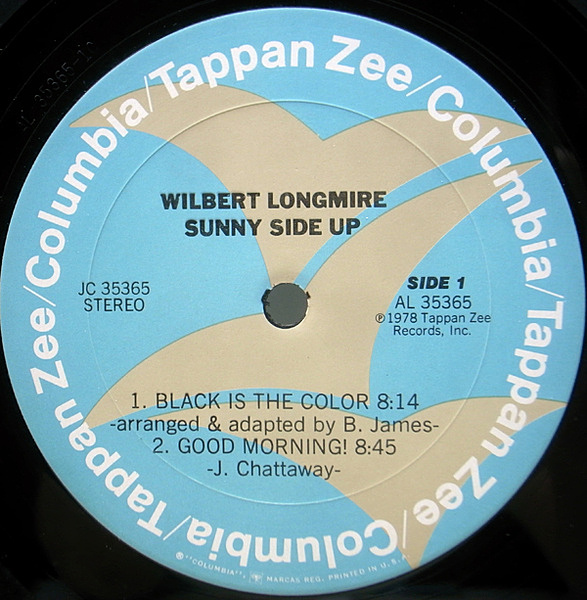 Columbia/Tappan Zee/Columbia/Tappan Zee/Columbia/Tappan Zee/
WILBERT LONGMIRE
SUNNY SIDE UP
JC 35365
STEREO
SIDE 1
AL 35365
℗1978 Tappan Zee
Records, Inc.
1. BLACK IS THE COLOR 8:14
-arranged & adapted by B. James-
2. GOOD MORNING! 8:45
-J. Chattaway-
® "COLUMBIA", MARCAS REG. PRINTED IN U.S.A.